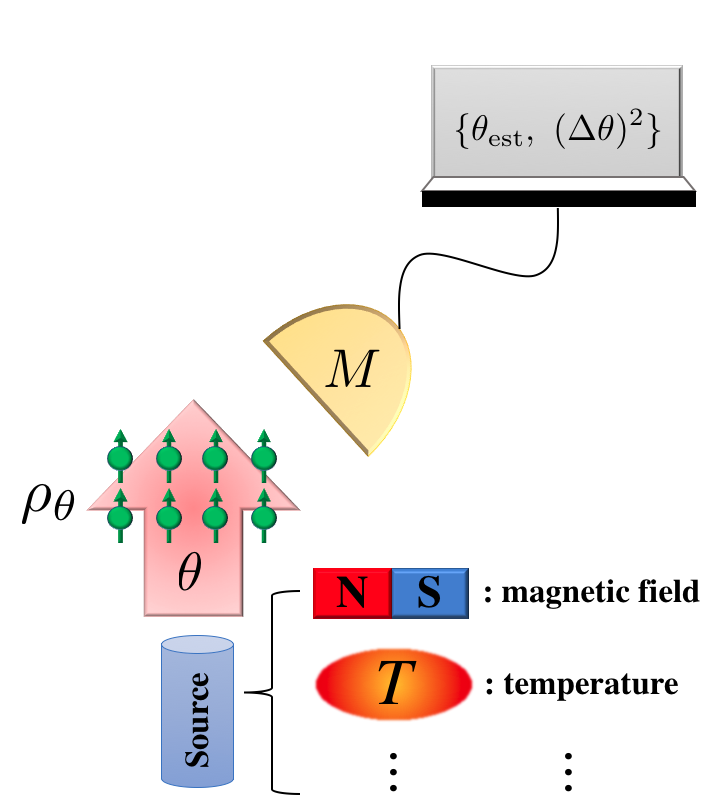 {θest, (Δθ)²}
M
ρθ
θ
N S : magnetic field
Source
T : temperature
⋮ ⋮